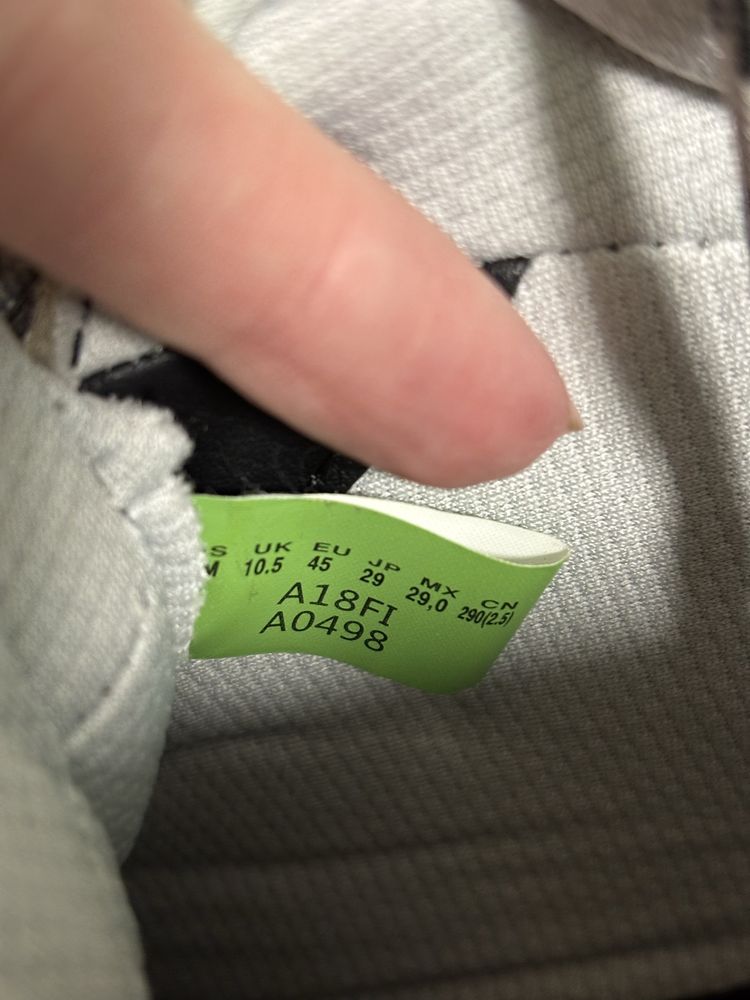 S UK EU JP MX CN
M 10.5 45 29 29,0 290(2.5)
A18FI
A0498